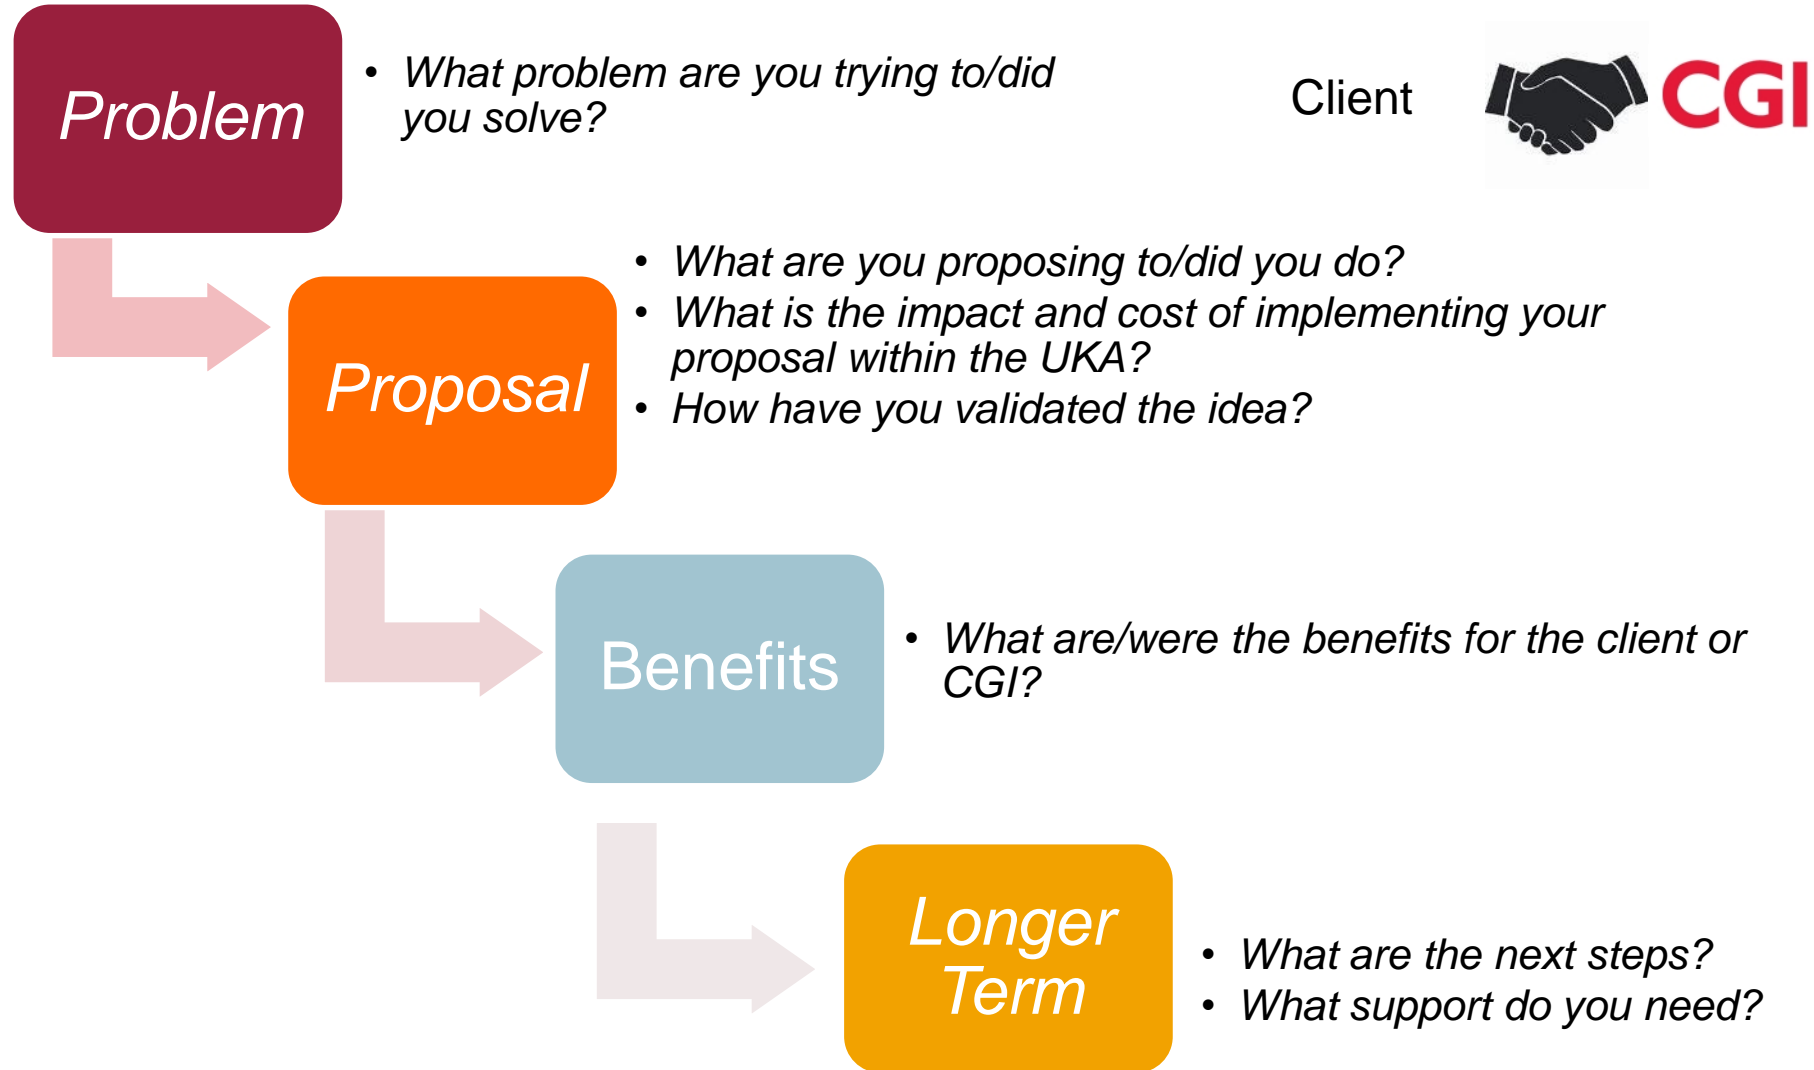 Problem
• What problem are you trying to/did
you solve?
Client
CGI
Proposal
• What are you proposing to/did you do?
• What is the impact and cost of implementing your
proposal within the UKA?
• How have you validated the idea?
Benefits
• What are/were the benefits for the client or
CGI?
Longer
Term
• What are the next steps?
• What support do you need?